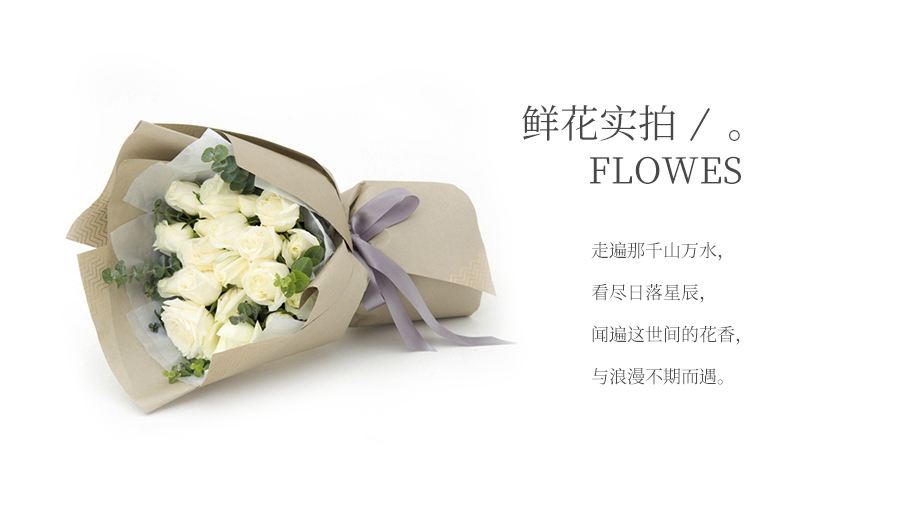 鲜花实拍 / 。
FLOWES
走遍那千山万水，
看尽日落星辰，
闻遍这世间的花香，
与浪漫不期而遇。